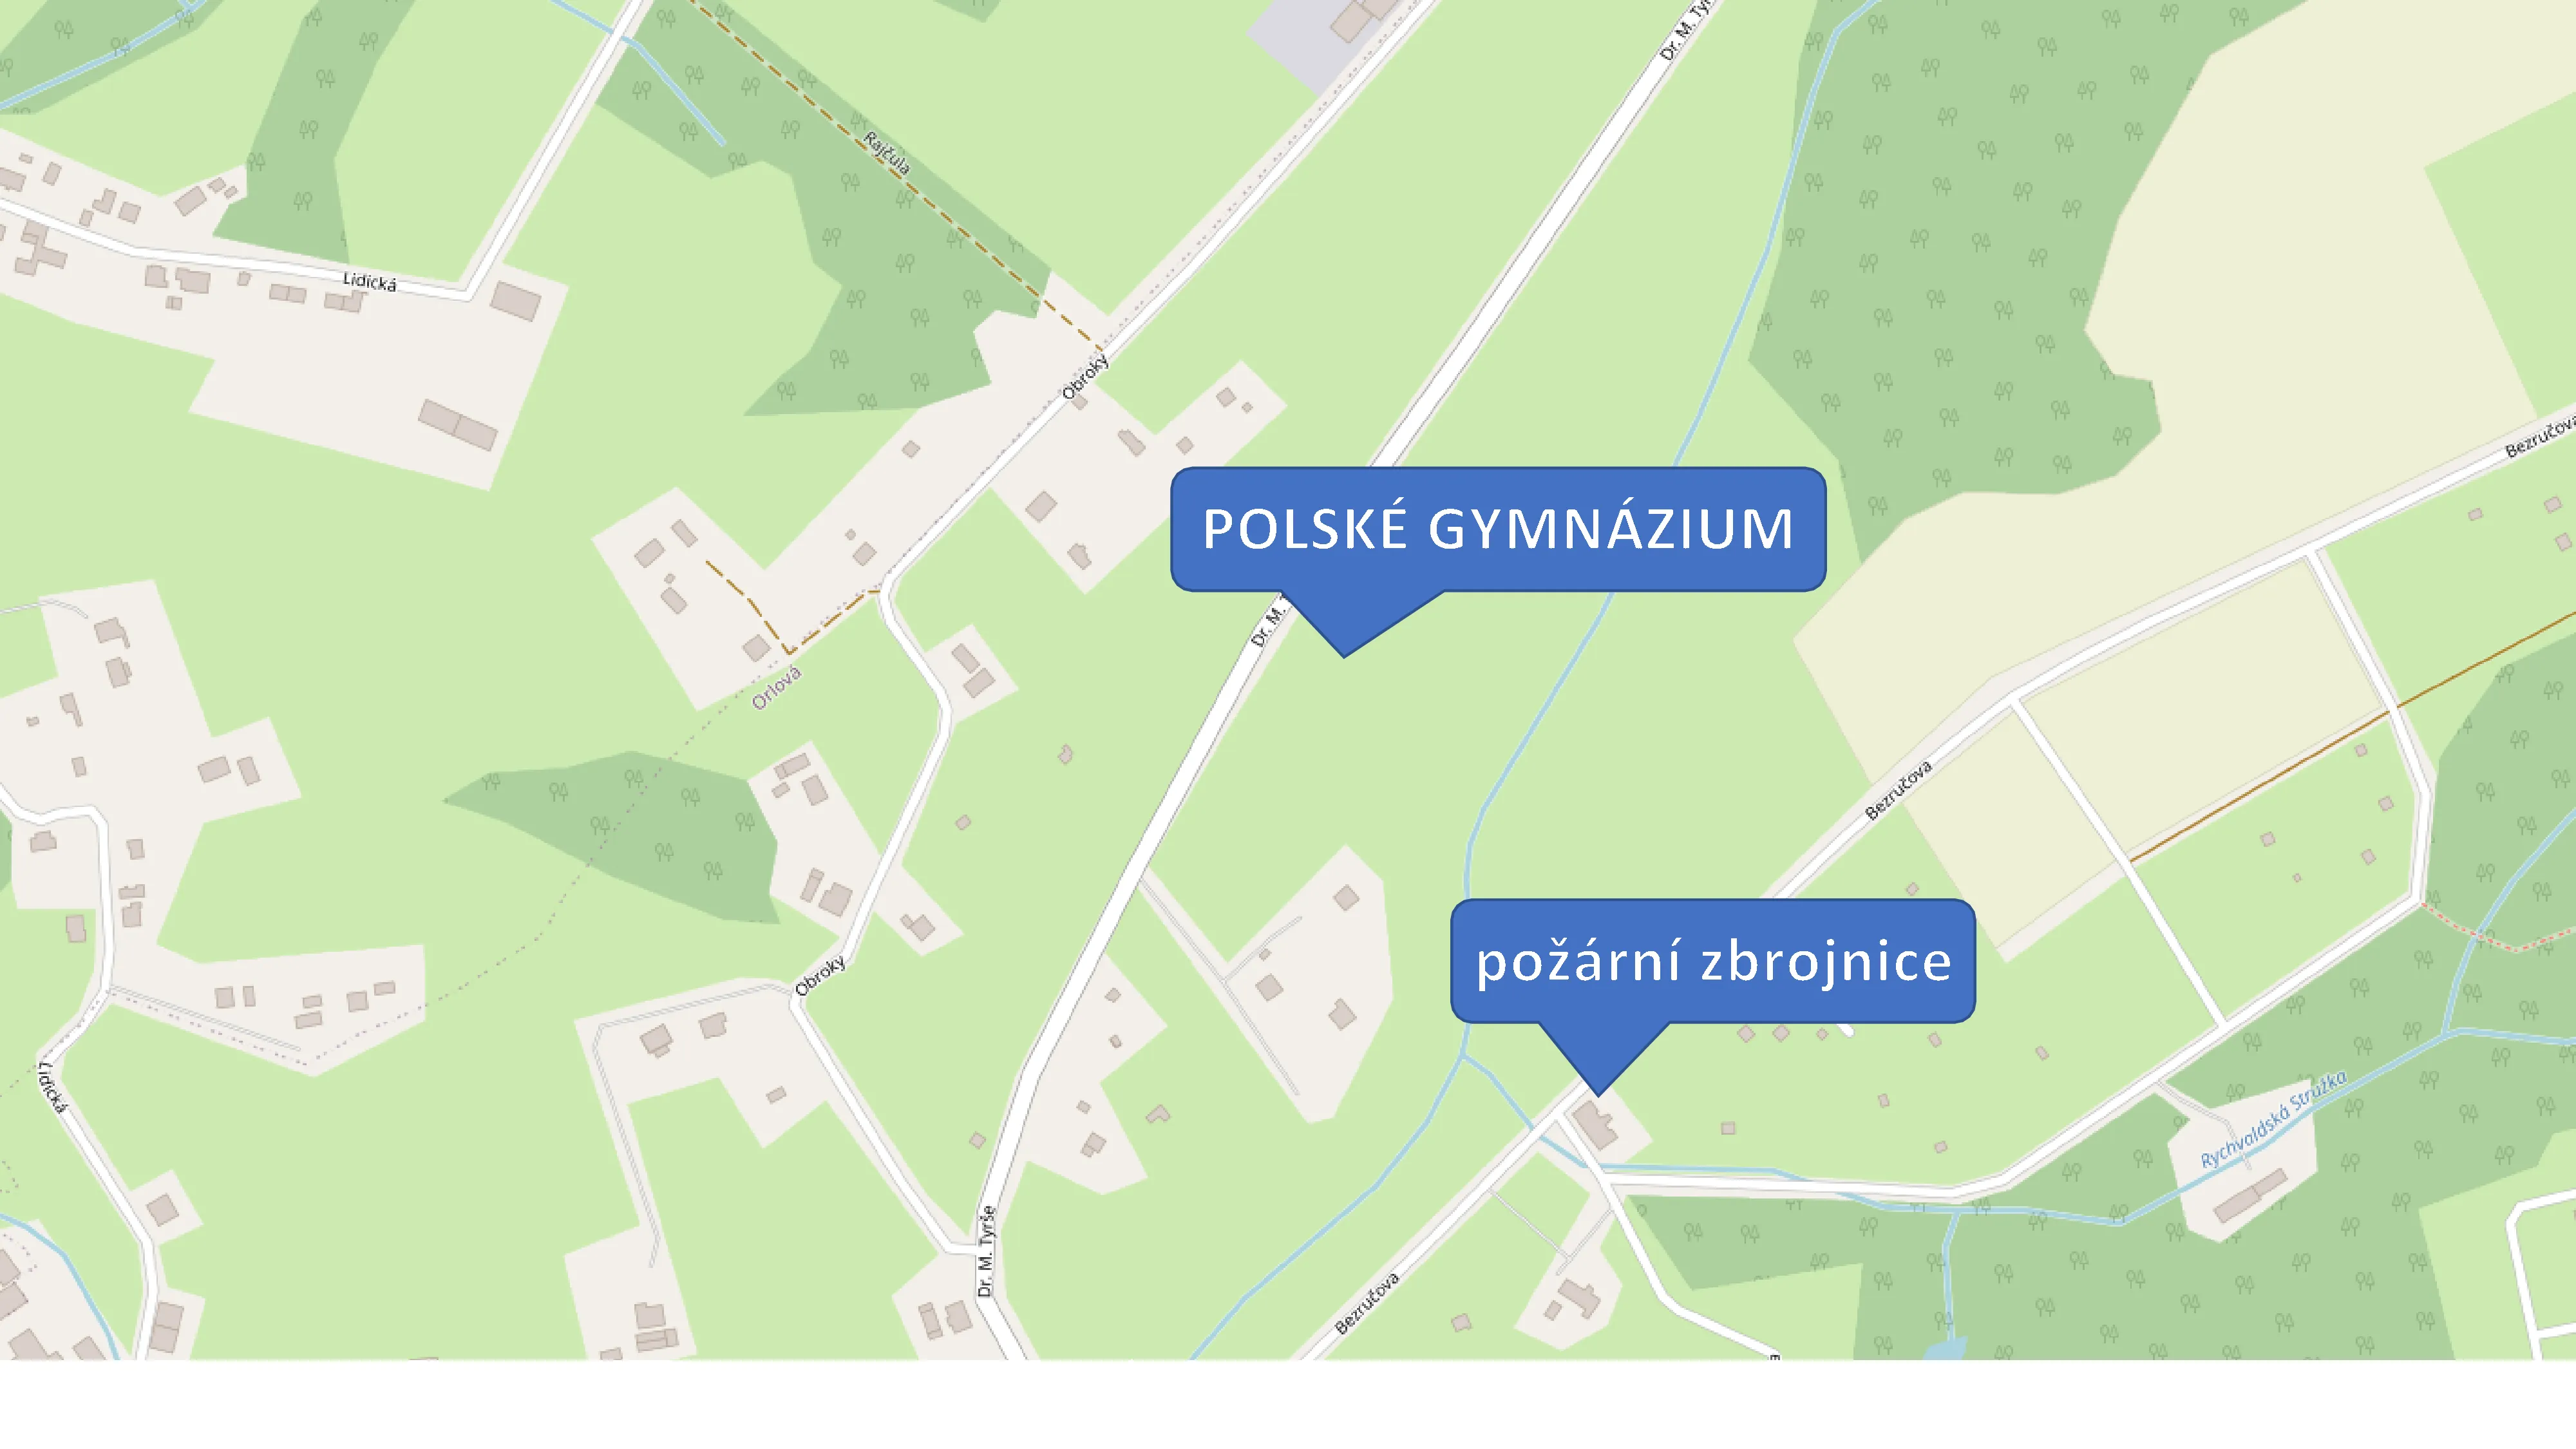 Dr. M. Tyr
Rajčula
Lidická
Obroky
Bezručova
POLSKÉ GYMNÁZIUM
Dr. M. T
Orlová
Bezručova
požární zbrojnice
Obroky
Lidická
Rychvaldská Stružka
Dr. M. Tyrše
Bezručova